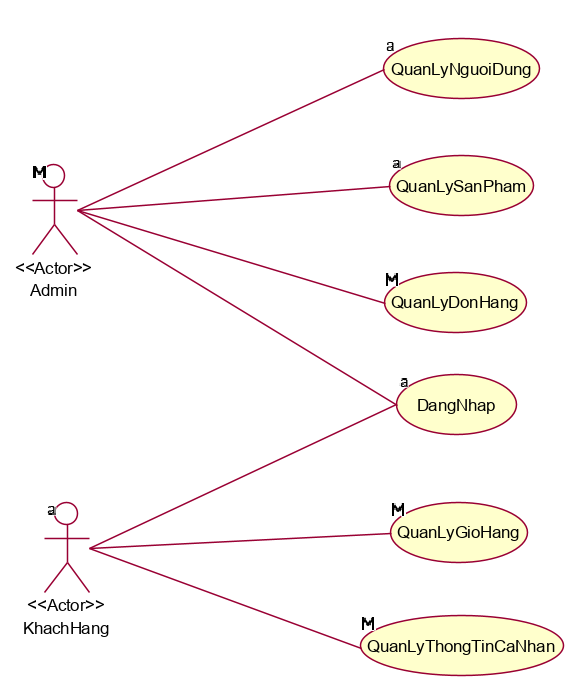 a
QuanLyNguoiDung
a
QuanLySanPham
M
<<Actor>>
Admin
M
QuanLyDonHang
a
DangNhap
a
<<Actor>>
KhachHang
M
QuanLyGioHang
M
QuanLyThongTinCaNhan